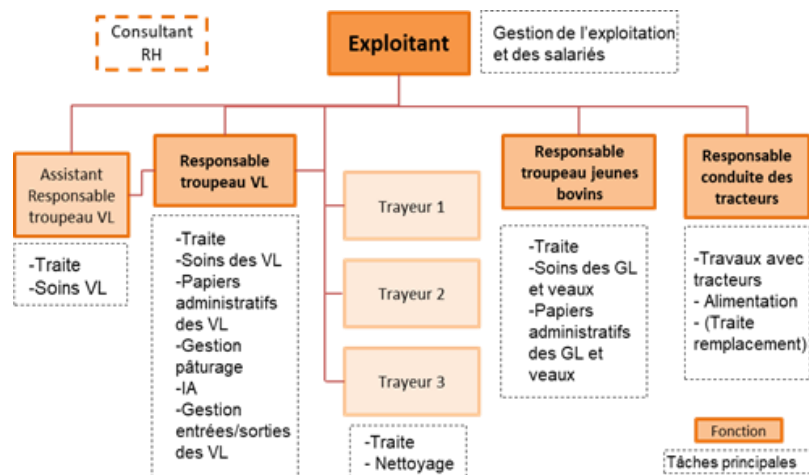 Consultant
RH
Exploitant
Gestion de l'exploitation
et des salariés
Assistant
Responsable
troupeau VL
-Traite
-Soins VL
Responsable
troupeau VL
-Traite
-Soins des VL
-Papiers
administratifs
des VL
-Gestion
pâturage
-IA
-Gestion
entrées/sorties
des VL
Trayeur 1
Trayeur 2
Trayeur 3
-Traite
- Nettoyage
Responsable
troupeau jeunes
bovins
-Traite
-Soins des GL
et veaux
-Papiers
administratifs
des GL et
veaux
Responsable
conduite des
tracteurs
-Travaux avec
tracteurs
- Alimentation
- (Traite
remplacement)
Fonction
Tâches principales